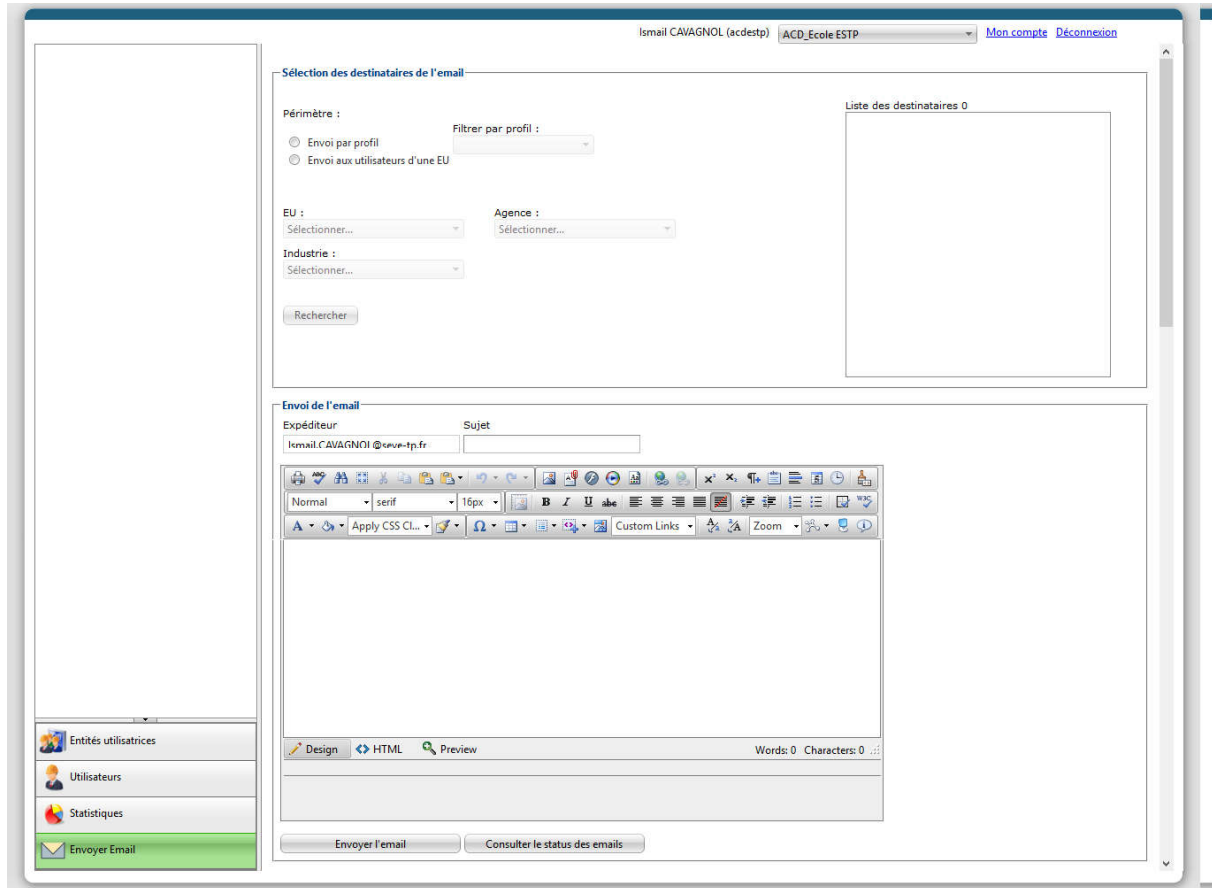 Ismail CAVAGNOL (acdestp) ACD_Ecole ESTP Mon compte Déconnexion
Sélection des destinataires de l'email
Périmètre :
Liste des destinataires 0
Filtrer par profil :
Envoi par profil
Envoi aux utilisateurs d'une EU
EU : Agence :
Sélectionner... Sélectionner...
Industrie :
Sélectionner...
Rechercher
Envoi de l'email
Expéditeur Sujet
Ismail.CAVAGNOL@seve-tp.fr
Normal serif 16px B I U abc W3C
A Apply CSS Cl... Ω Custom Links Zoom
Design HTML Preview Words: 0 Characters: 0
Entités utilisatrices
Utilisateurs
Statistiques
Envoyer Email
Envoyer l'email Consulter le status des emails